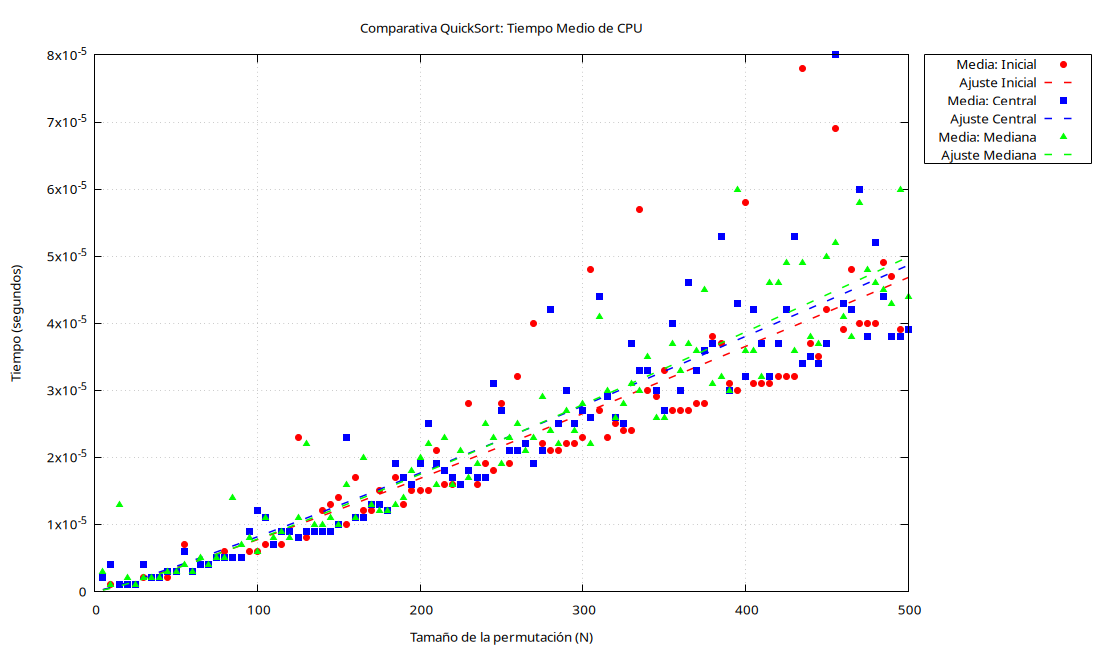 Comparativa QuickSort: Tiempo Medio de CPU
8x10-5
7x10-5
6x10-5
5x10-5
4x10-5
3x10-5
2x10-5
1x10-5
0
Tiempo (segundos)
0 100 200 300 400 500
Tamaño de la permutación (N)
Media: Inicial
Ajuste Inicial
Media: Central
Ajuste Central
Media: Mediana
Ajuste Mediana